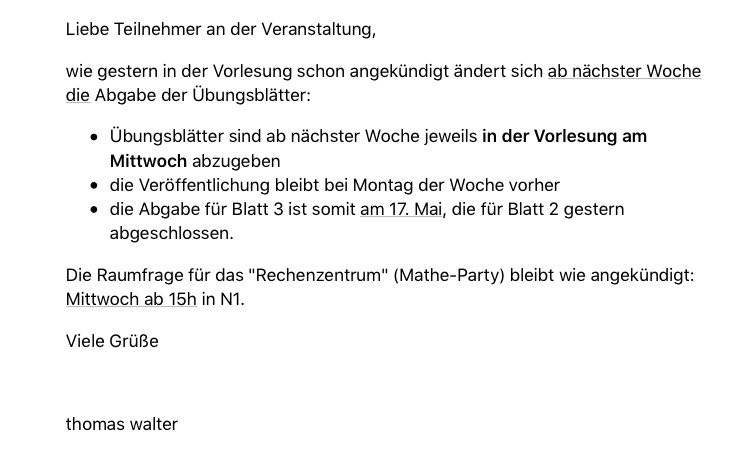 Liebe Teilnehmer an der Veranstaltung,
wie gestern in der Vorlesung schon angekündigt ändert sich ab nächster Woche
die Abgabe der Übungsblätter:
• Übungsblätter sind ab nächster Woche jeweils in der Vorlesung am
Mittwoch abzugeben
• die Veröffentlichung bleibt bei Montag der Woche vorher
• die Abgabe für Blatt 3 ist somit am 17. Mai, die für Blatt 2 gestern
abgeschlossen.
Die Raumfrage für das "Rechenzentrum" (Mathe-Party) bleibt wie angekündigt:
Mittwoch ab 15h in N1.
Viele Grüße
thomas walter